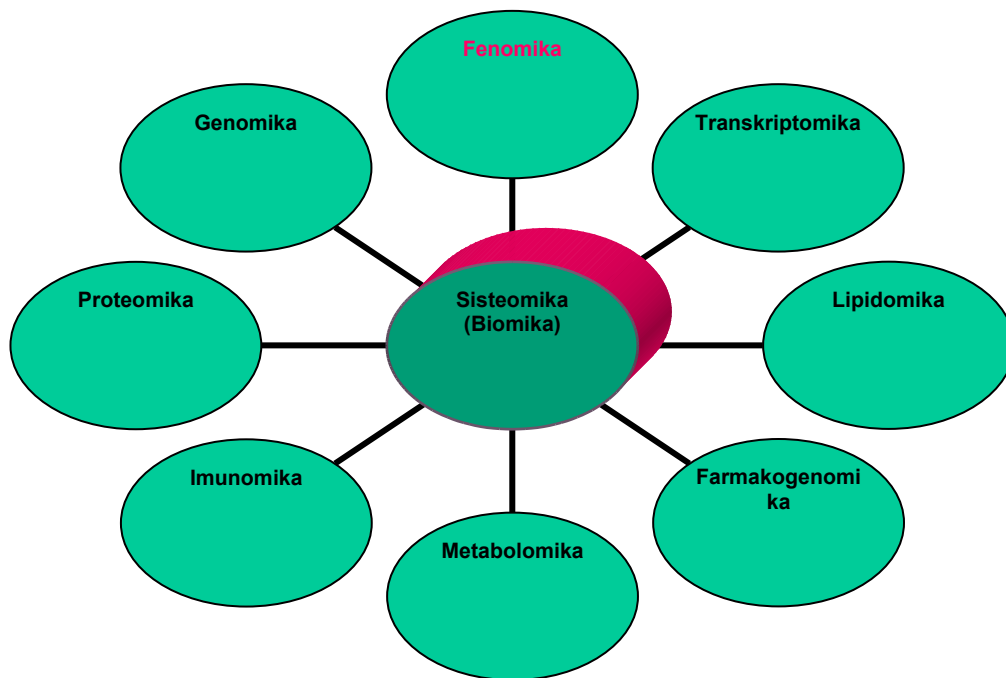 Fenomika
Genomika
Transkriptomika
Proteomika
Sisteomika
(Biomika)
Lipidomika
Imunomika
Farmakogenomi
ka
Metabolomika